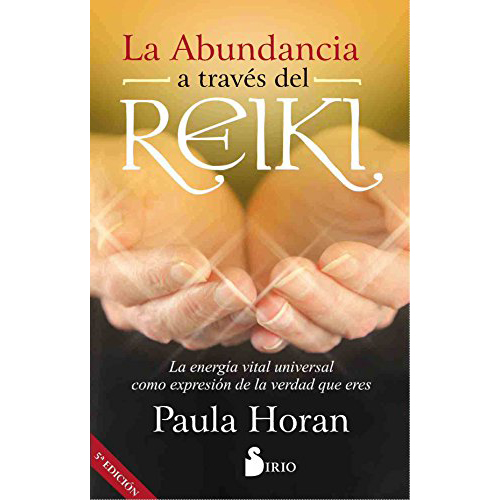 La Abundancia
a través del
REIKI
La energía vital universal
como expresión de la verdad que eres
Paula Horan
SIRIO
5ª EDICIÓN